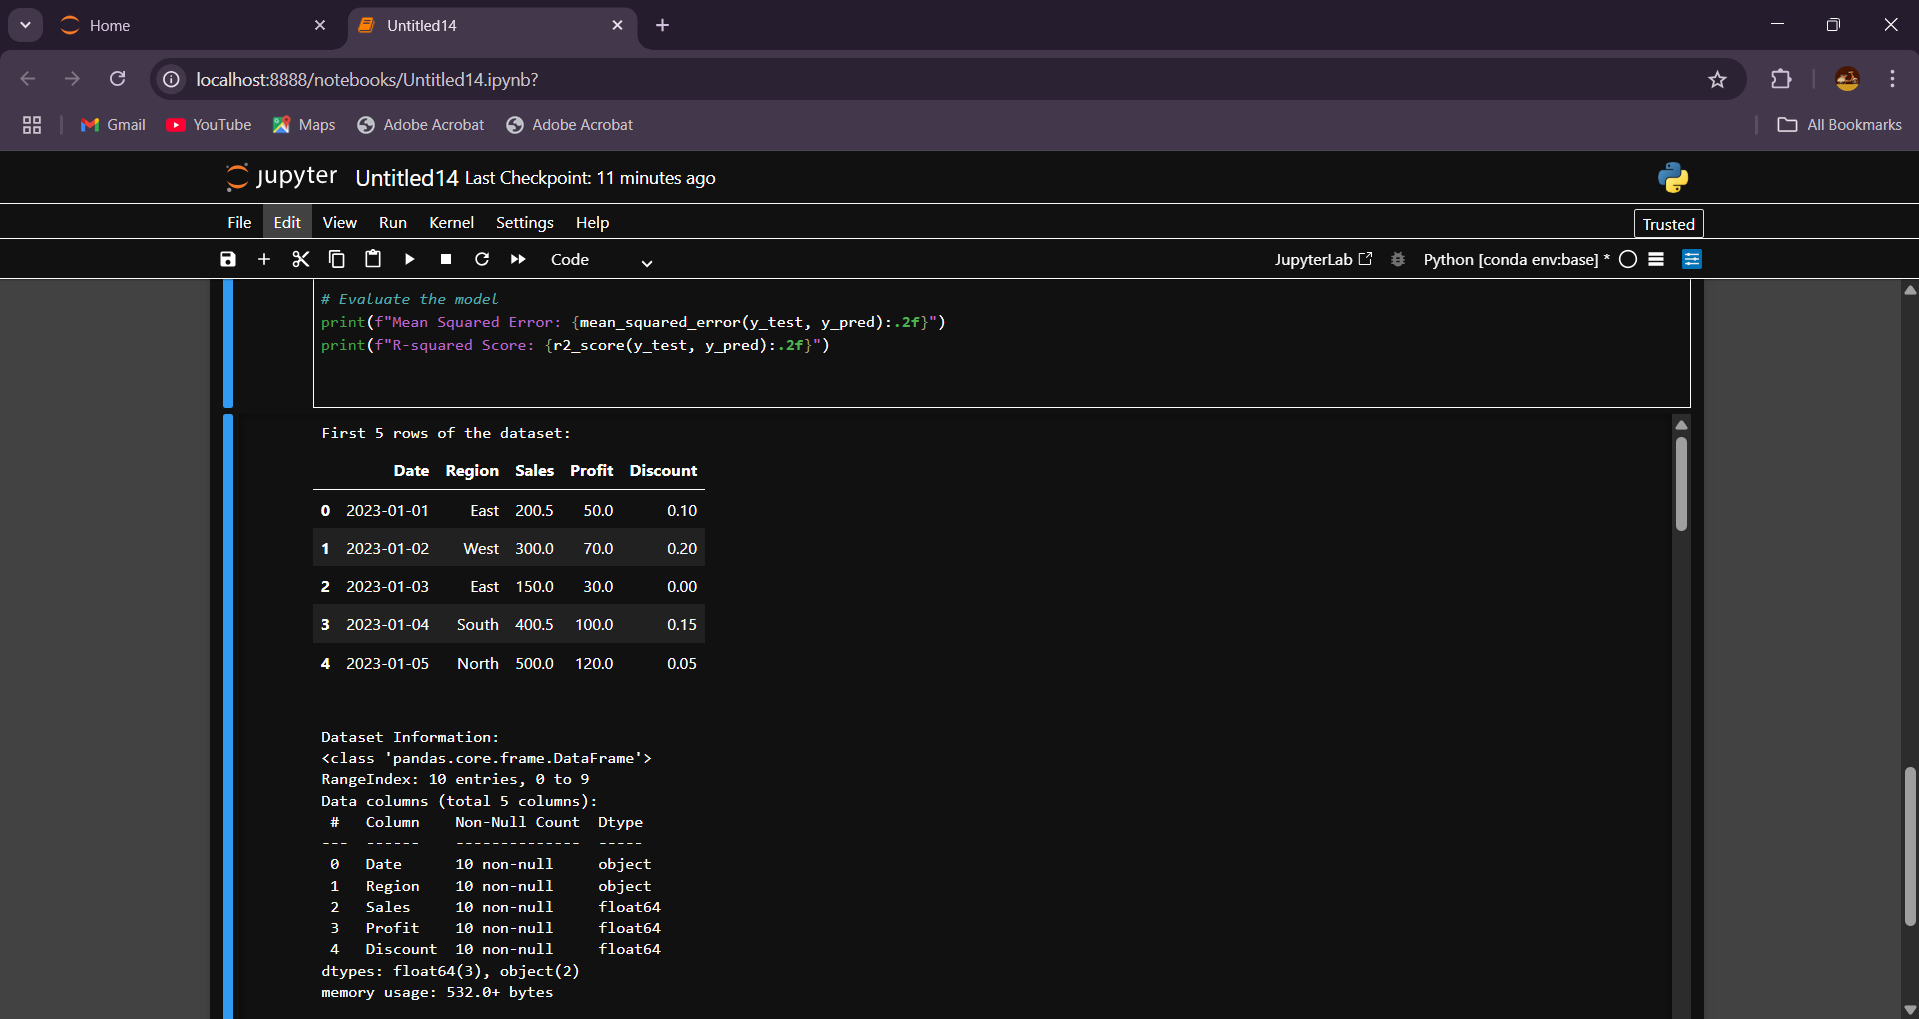 Home
Untitled14
localhost:8888/notebooks/Untitled14.ipynb?
Gmail YouTube Maps Adobe Acrobat Adobe Acrobat All Bookmarks
jupyter Untitled14 Last Checkpoint: 11 minutes ago
File Edit View Run Kernel Settings Help Trusted
Code JupyterLab Python [conda env:base] *
# Evaluate the model
print(f"Mean Squared Error: {mean_squared_error(y_test, y_pred):.2f}")
print(f"R-squared Score: {r2_score(y_test, y_pred):.2f}")
First 5 rows of the dataset:
Date Region Sales Profit Discount
0 2023-01-01 East 200.5 50.0 0.10
1 2023-01-02 West 300.0 70.0 0.20
2 2023-01-03 East 150.0 30.0 0.00
3 2023-01-04 South 400.5 100.0 0.15
4 2023-01-05 North 500.0 120.0 0.05
Dataset Information:
<class 'pandas.core.frame.DataFrame'>
RangeIndex: 10 entries, 0 to 9
Data columns (total 5 columns):
# Column Non-Null Count Dtype
--- ------ -------------- -----
0 Date 10 non-null object
1 Region 10 non-null object
2 Sales 10 non-null float64
3 Profit 10 non-null float64
4 Discount 10 non-null float64
dtypes: float64(3), object(2)
memory usage: 532.0+ bytes